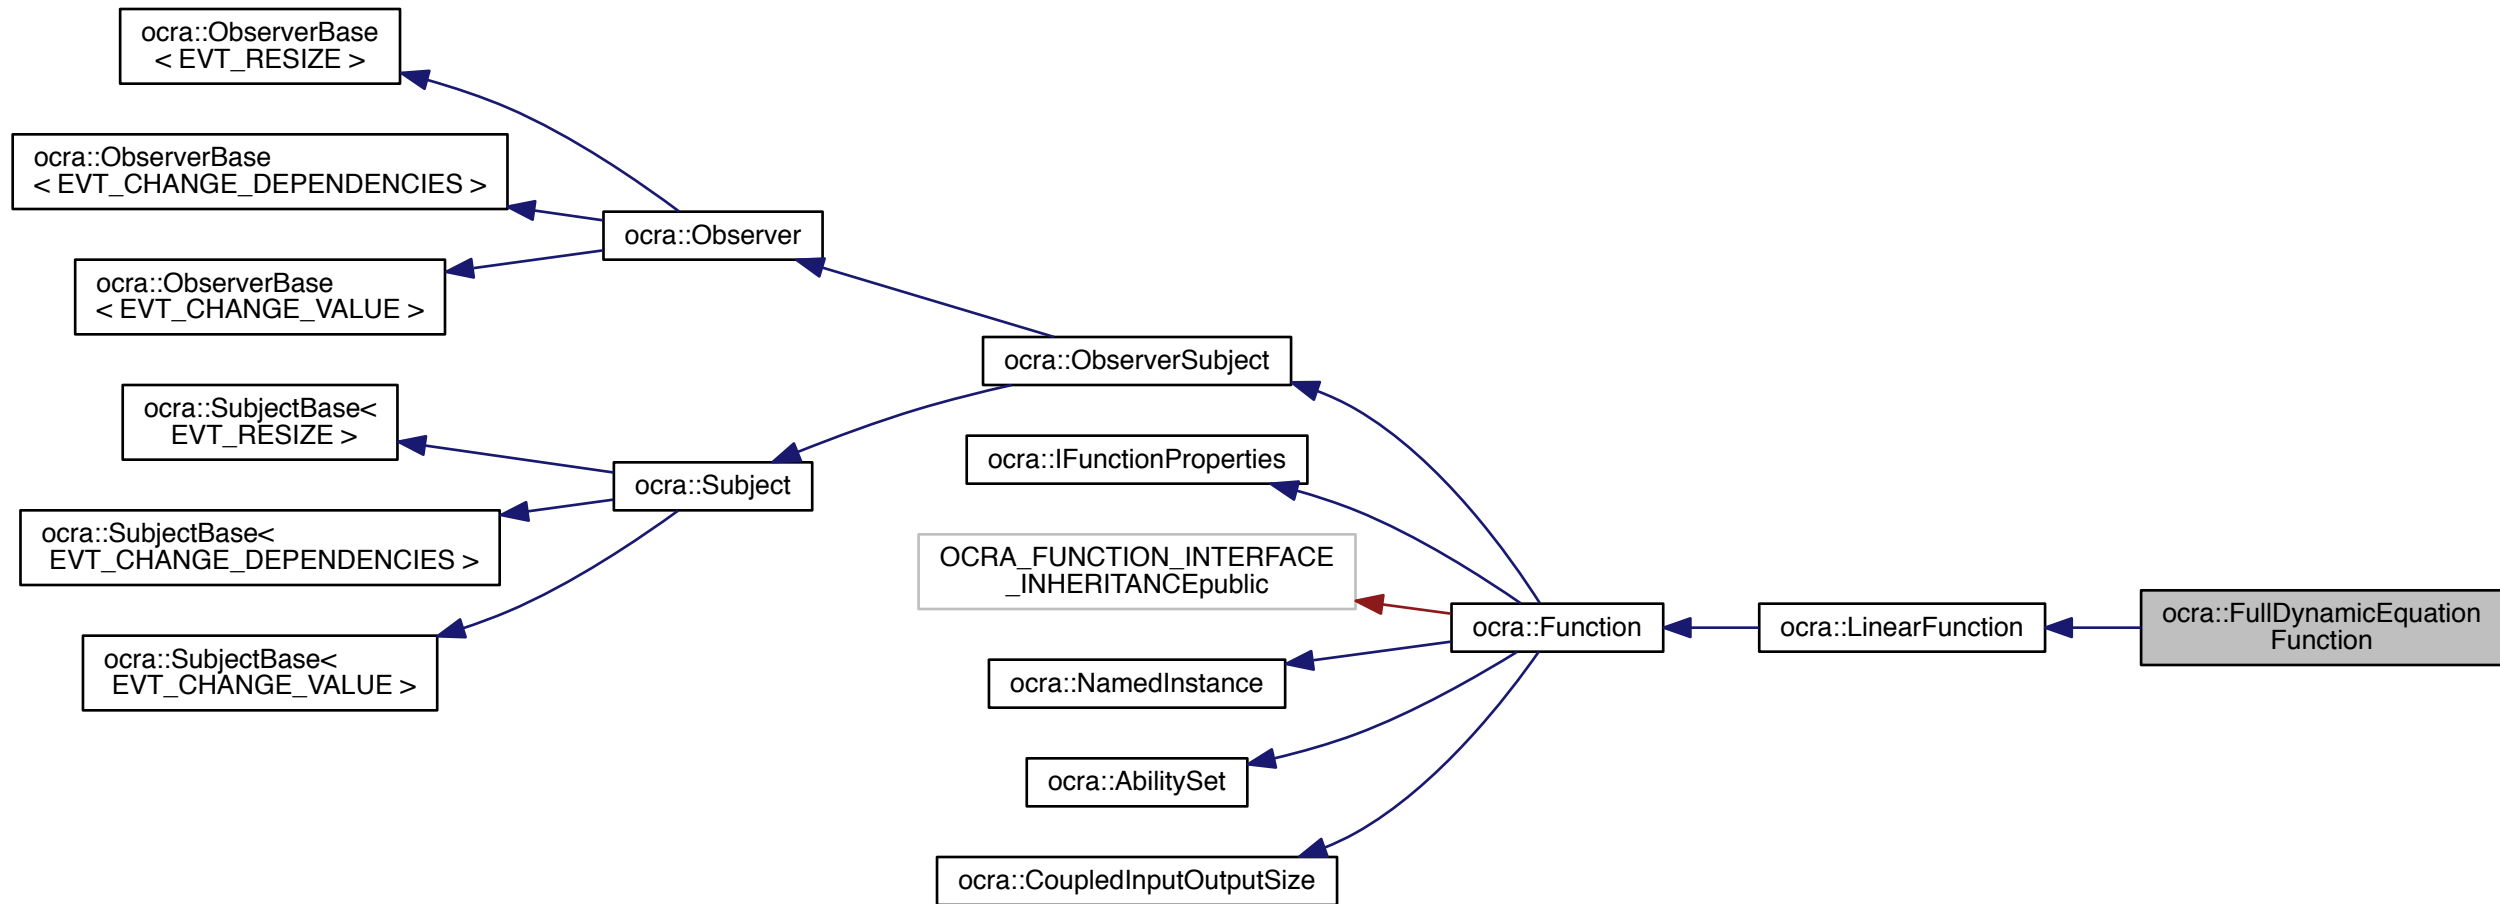 ocra::ObserverBase
< EVT_RESIZE >
ocra::ObserverBase
< EVT_CHANGE_DEPENDENCIES >
ocra::Observer
ocra::ObserverBase
< EVT_CHANGE_VALUE >
ocra::ObserverSubject
ocra::SubjectBase<
EVT_RESIZE >
ocra::IFunctionProperties
ocra::Subject
ocra::SubjectBase<
EVT_CHANGE_DEPENDENCIES >
OCRA_FUNCTION_INTERFACE
_INHERITANCEpublic
ocra::Function
ocra::LinearFunction
ocra::FullDynamicEquation
Function
ocra::SubjectBase<
EVT_CHANGE_VALUE >
ocra::NamedInstance
ocra::AbilitySet
ocra::CoupledInputOutputSize